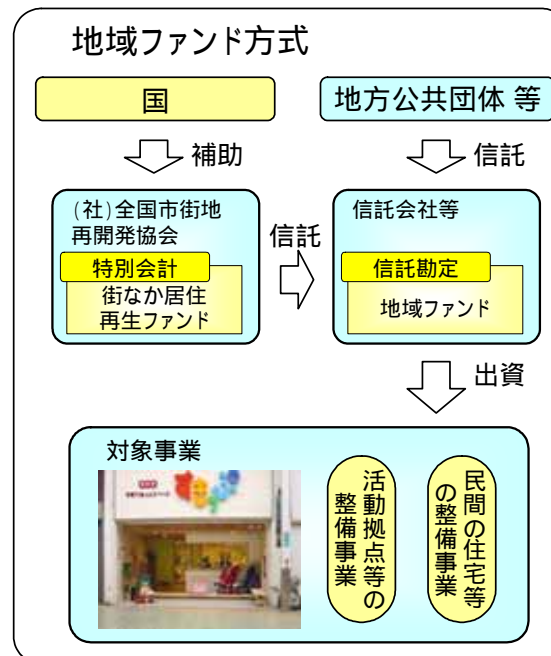 地域ファンド方式
国
地方公共団体 等
補助
信託
(社)全国市街地
再開発協会
特別会計
街なか居住
再生ファンド
信託
信託会社等
信託勘定
地域ファンド
出資
対象事業
活動拠点等の
整備事業
民間の住宅等
の整備事業